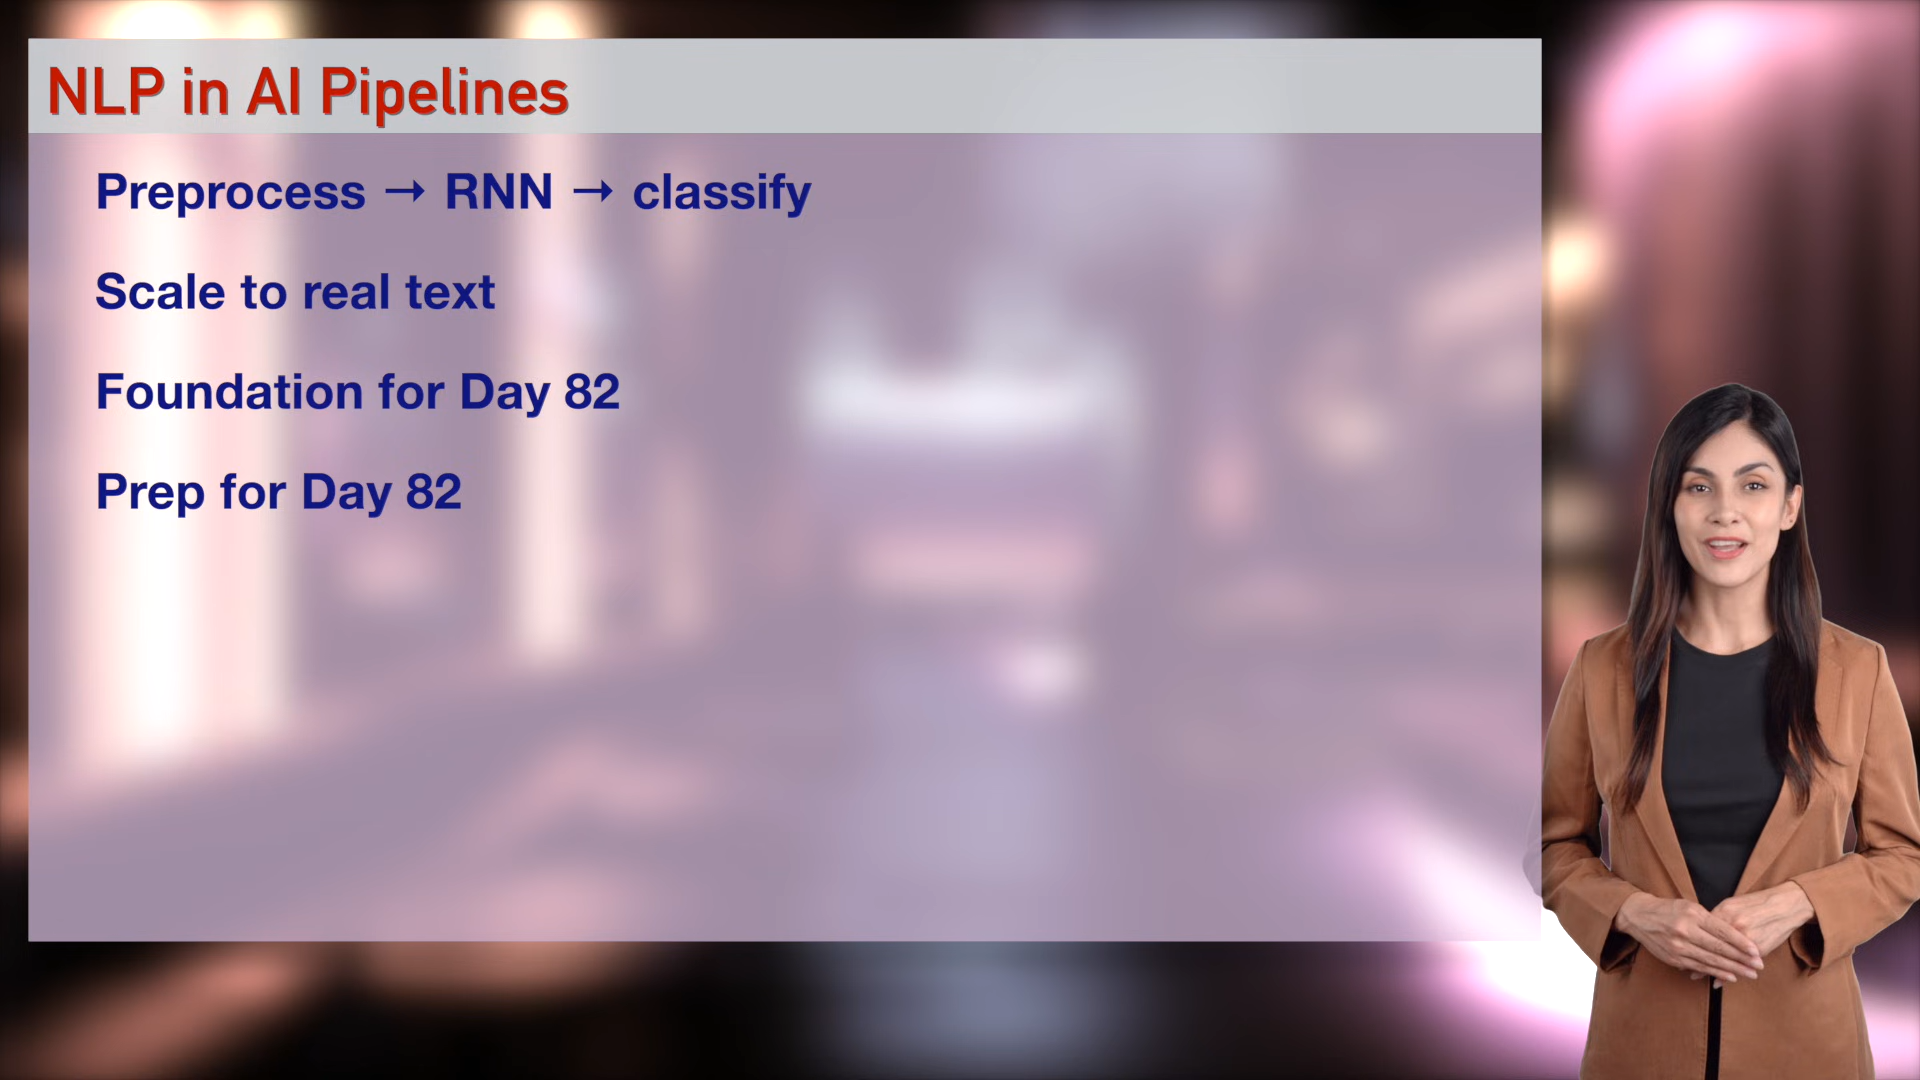 NLP in AI Pipelines
Preprocess → RNN → classify
Scale to real text
Foundation for Day 82
Prep for Day 82